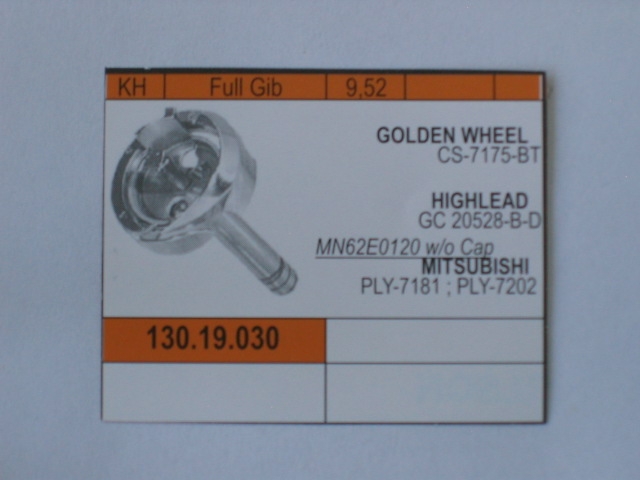 KH Full Gib 9,52
GOLDEN WHEEL
CS-7175-BT
HIGHLEAD
GC 20528-B-D
MN62E0120 w/o Cap
MITSUBISHI
PLY-7181 ; PLY-7202
130.19.030